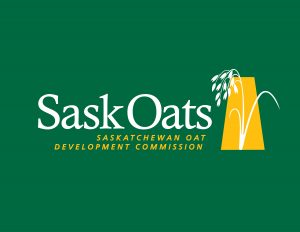 SaskOats
SASKATCHEWAN OAT
DEVELOPMENT COMMISSION